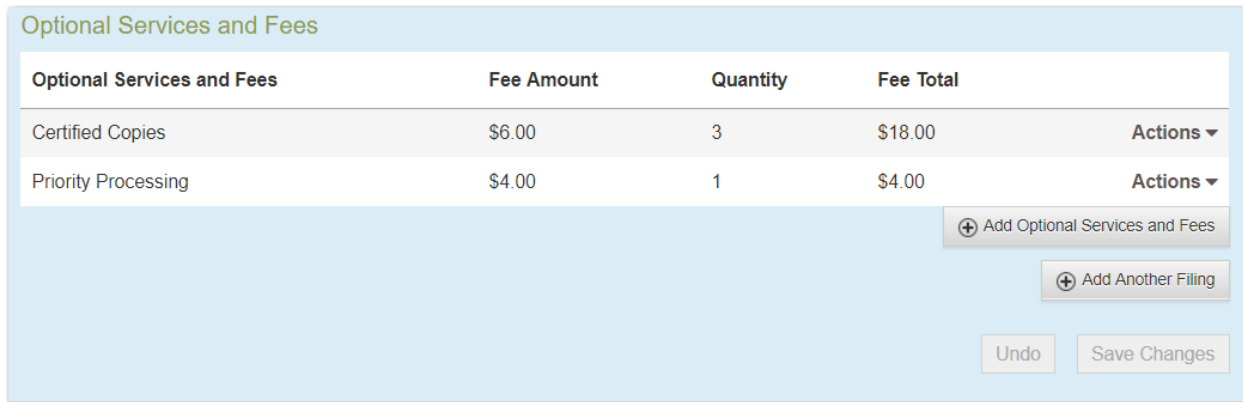 Optional Services and Fees
Optional Services and Fees Fee Amount Quantity Fee Total
Certified Copies $6.00 3 $18.00 Actions
Priority Processing $4.00 1 $4.00 Actions
Add Optional Services and Fees
Add Another Filing
Undo Save Changes